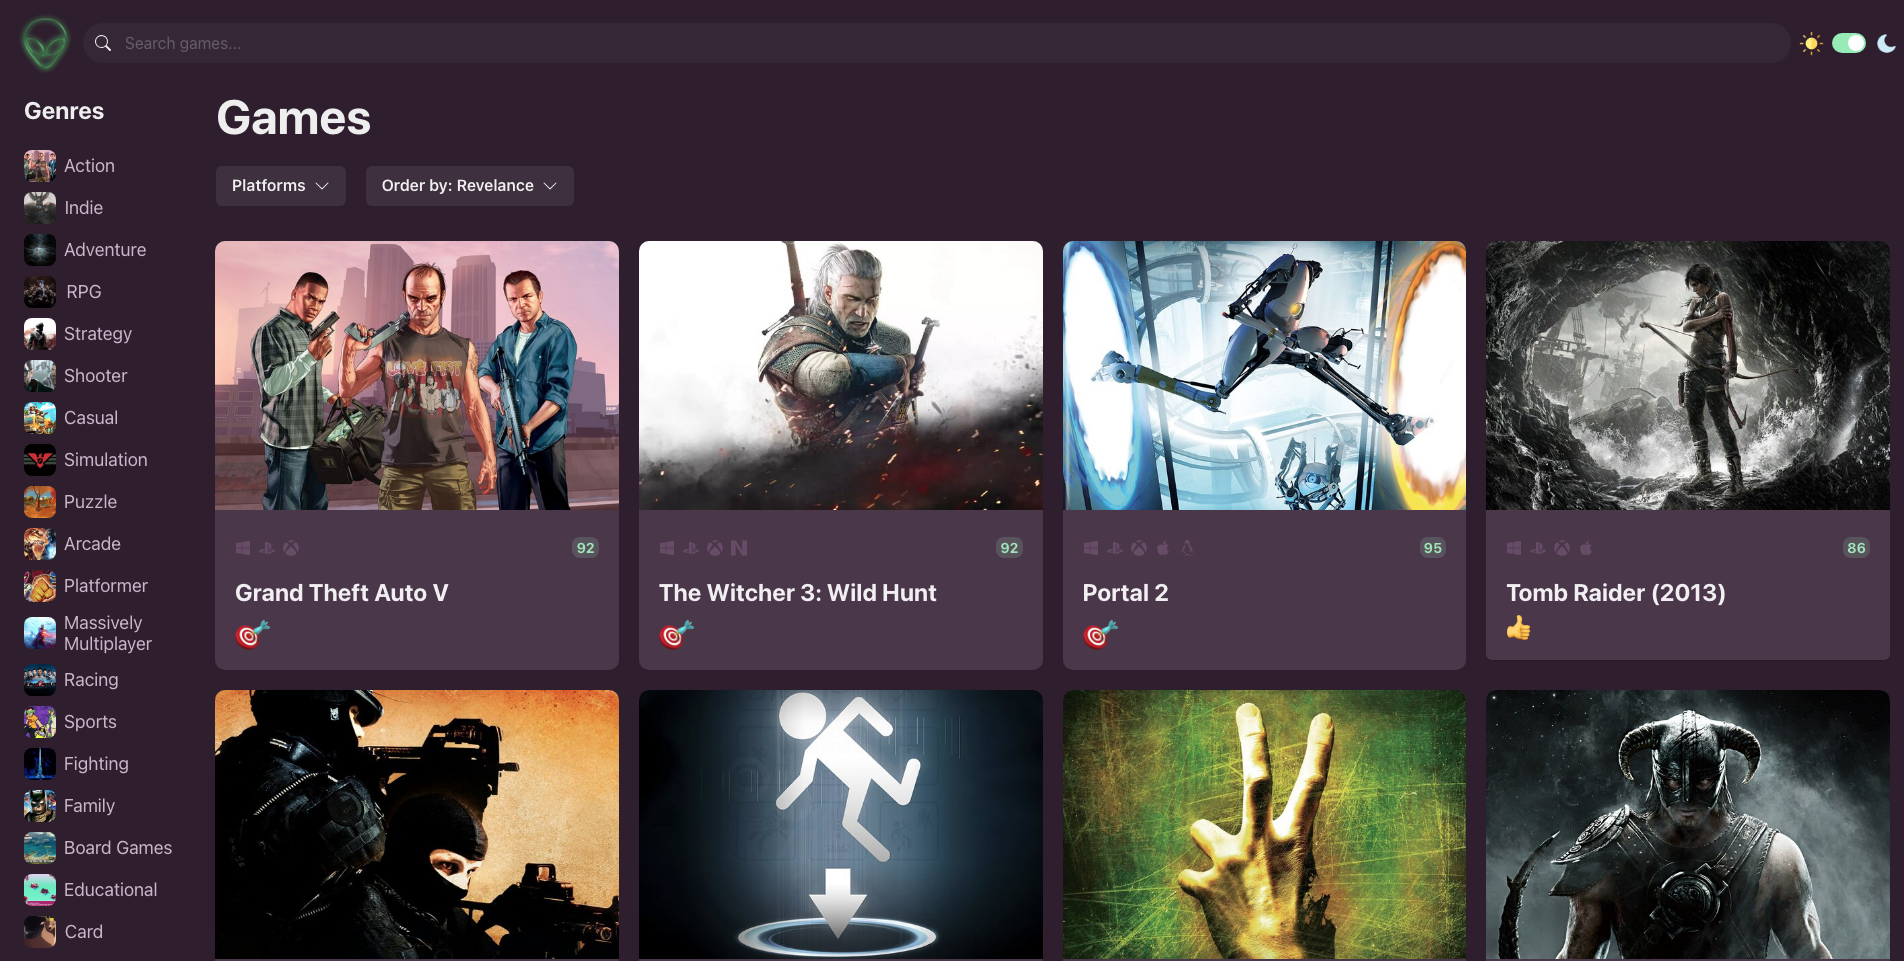 Search games...
Genres
Action
Indie
Adventure
RPG
Strategy
Shooter
Casual
Simulation
Puzzle
Arcade
Platformer
Massively
Multiplayer
Racing
Sports
Fighting
Family
Board Games
Educational
Card
Games
Platforms
Order by: Revelance
92
Grand Theft Auto V
92
The Witcher 3: Wild Hunt
95
Portal 2
86
Tomb Raider (2013)